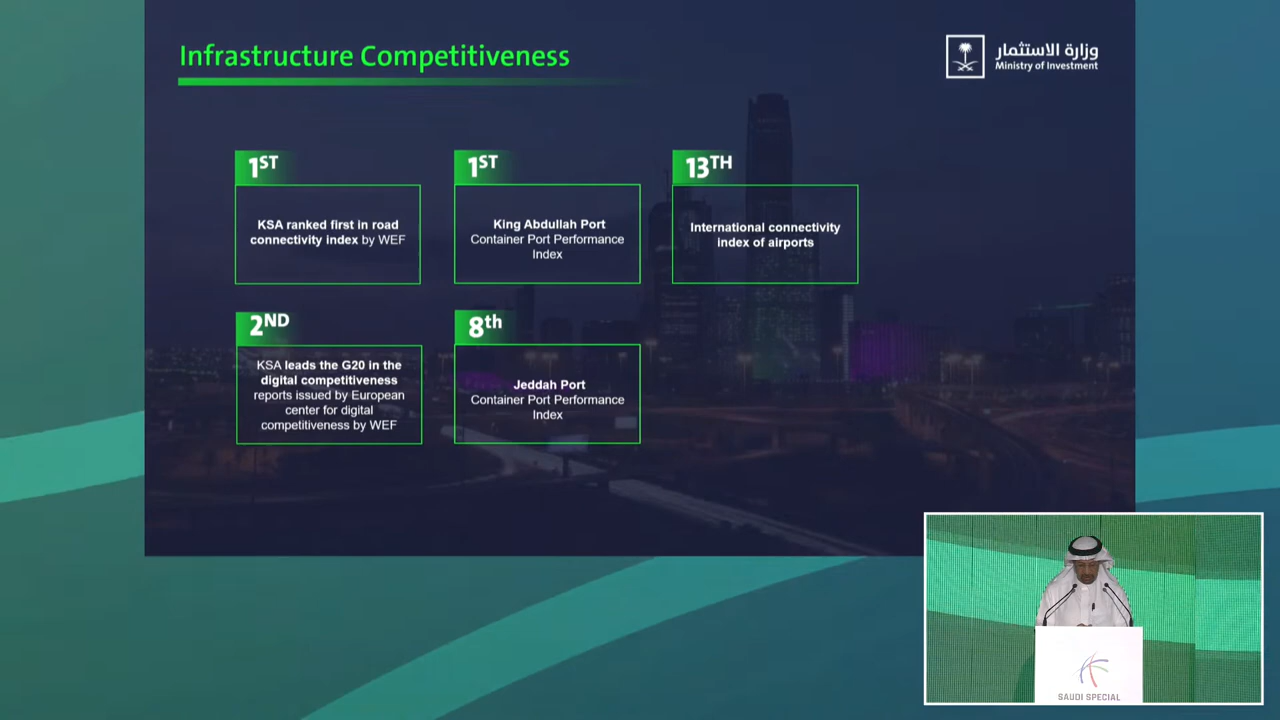 Infrastructure Competitiveness
وزارة الاستثمار
Ministry of Investment
1ST
KSA ranked first in road
connectivity index by WEF
1ST
King Abdullah Port
Container Port Performance
Index
13TH
International connectivity
index of airports
2ND
KSA leads the G20 in the
digital competitiveness
reports issued by European
center for digital
competitiveness by WEF
8th
Jeddah Port
Container Port Performance
Index
SAUDI SPECIAL